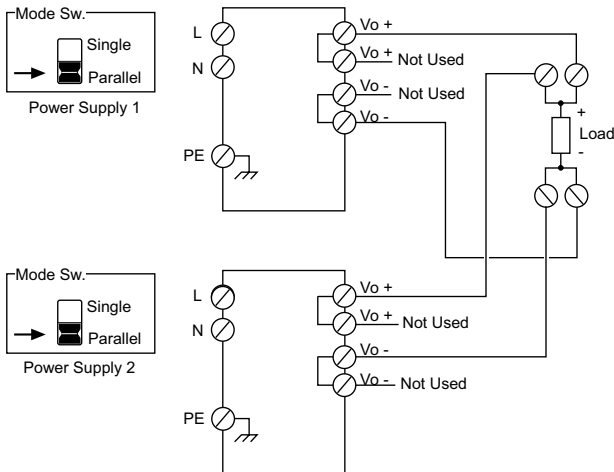 Mode Sw.
Single
Parallel
Power Supply 1
L
N
PE
Vo +
Vo + Not Used
Vo - Not Used
Vo -
+
Load
-
Mode Sw.
Single
Parallel
Power Supply 2
L
N
PE
Vo +
Vo + Not Used
Vo -
Vo - Not Used